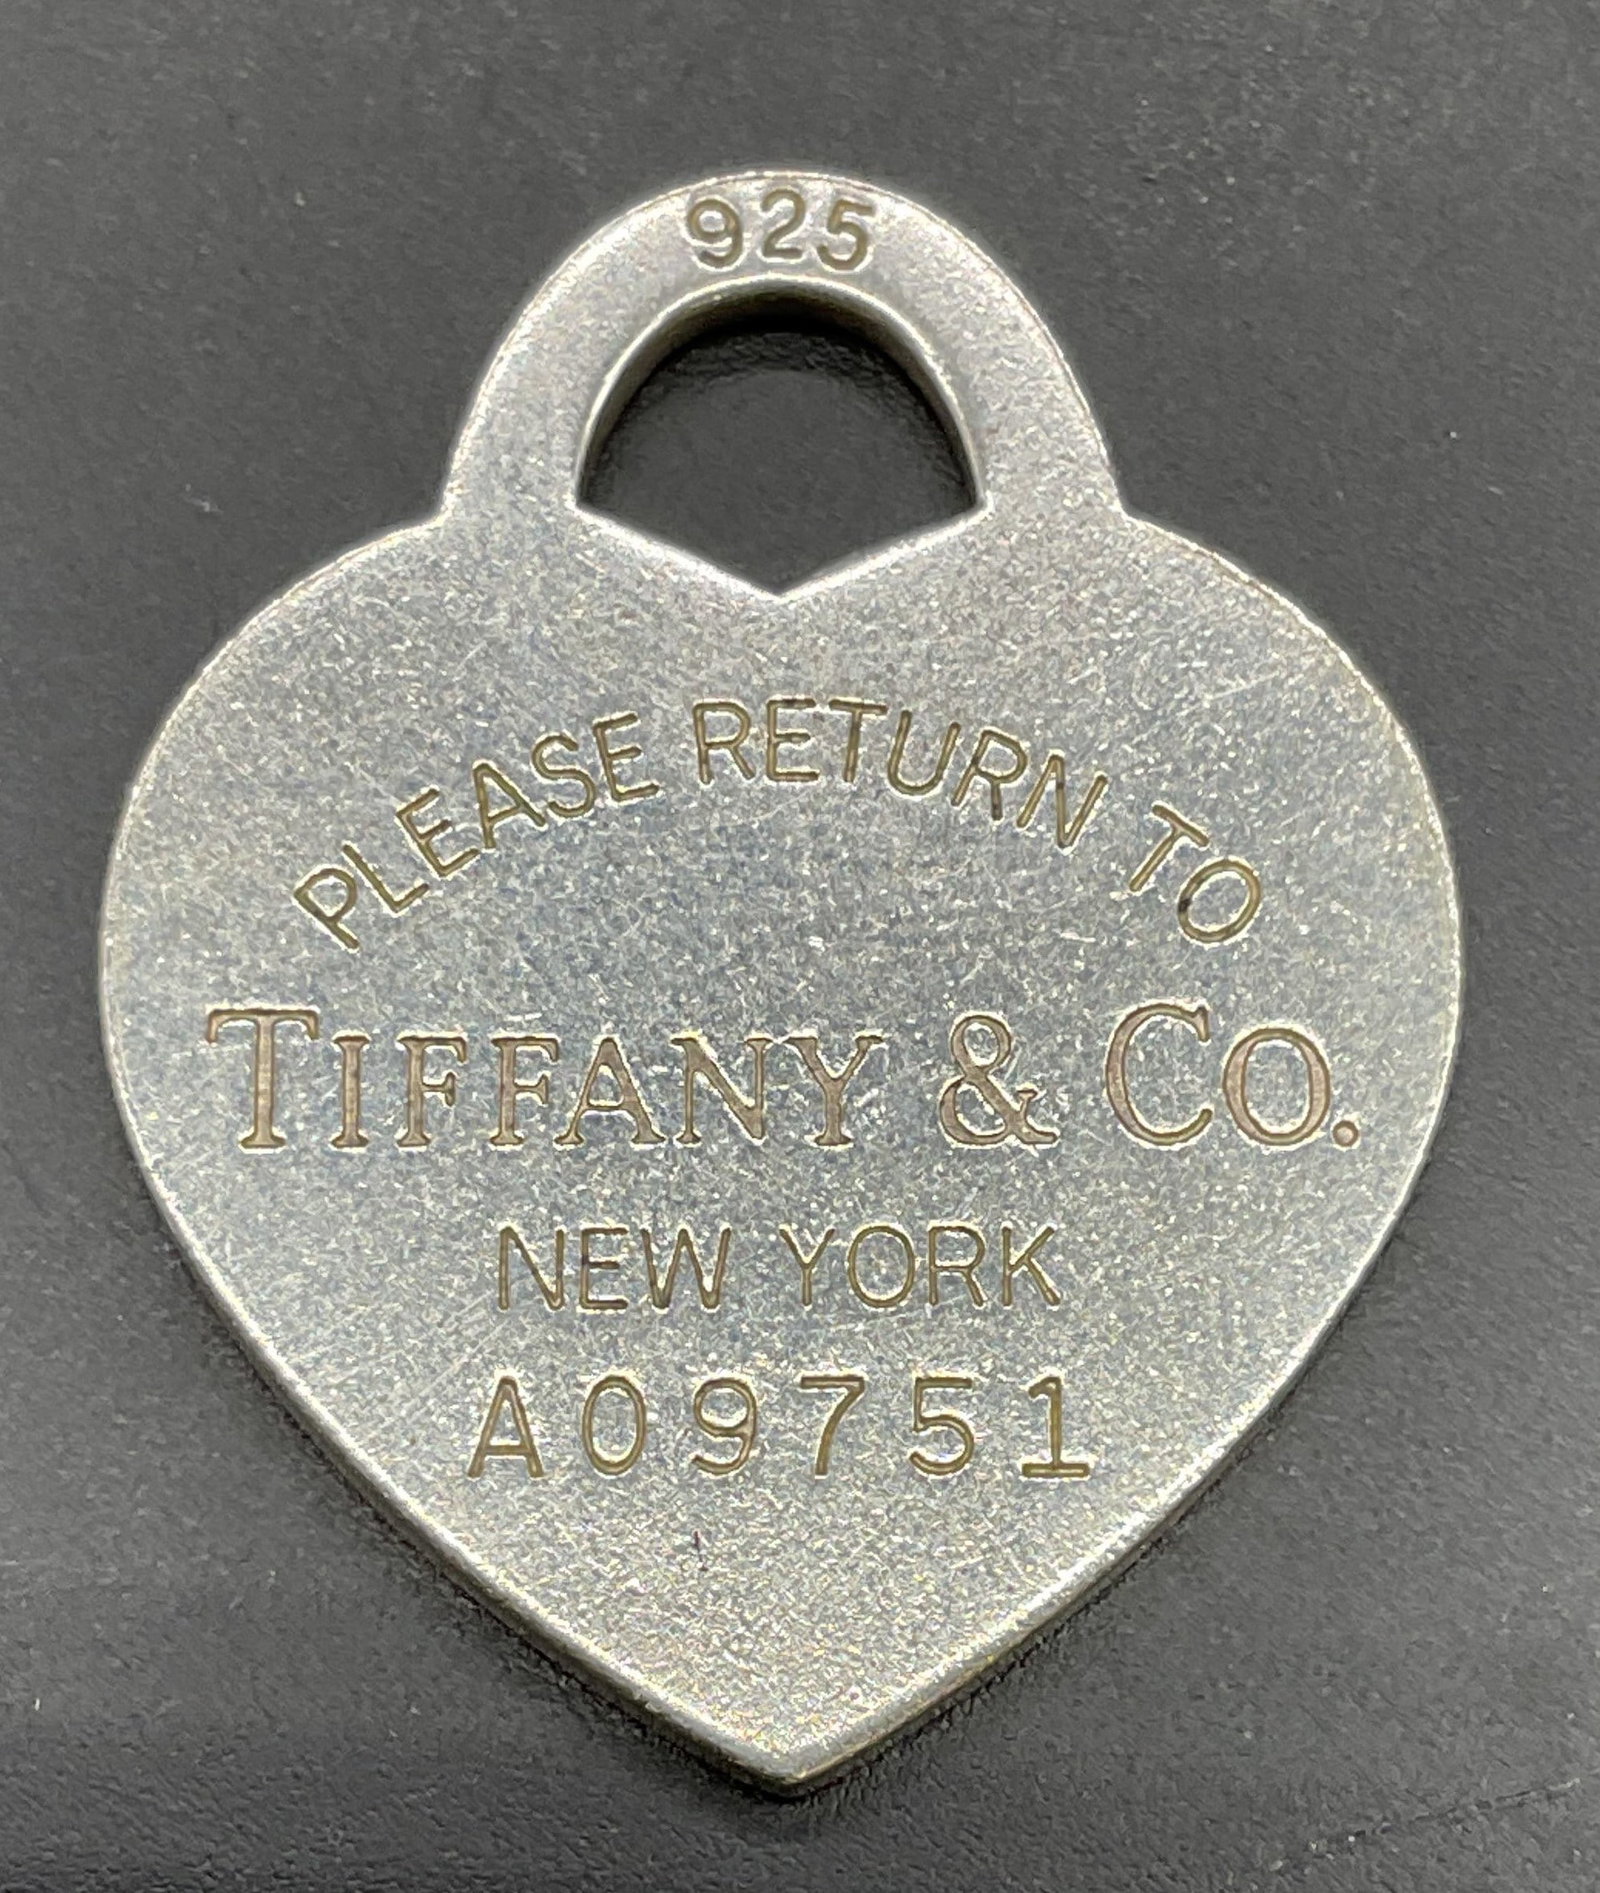 925
PLEASE RETURN TO
TIFFANY & CO.
NEW YORK
A09751